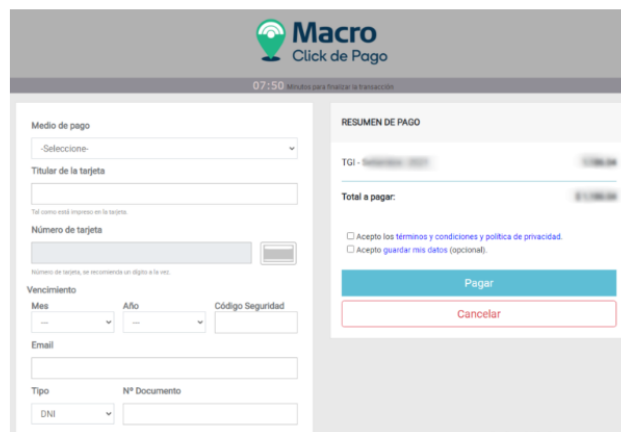 Macro
Click de Pago
07:50 Minutos para finalizar la transacción
Medio de pago
-Seleccione-
Titular de la tarjeta
Tal como está impreso en la tarjeta.
Número de tarjeta
Número de tarjeta, se recomienda un dígito a la vez.
Vencimiento
Mes
Año
Código Seguridad
---
---
Email
Tipo
Nº Documento
DNI
RESUMEN DE PAGO
TGI -
Total a pagar:
Acepto los términos y condiciones y política de privacidad.
Acepto guardar mis datos (opcional).
Pagar
Cancelar